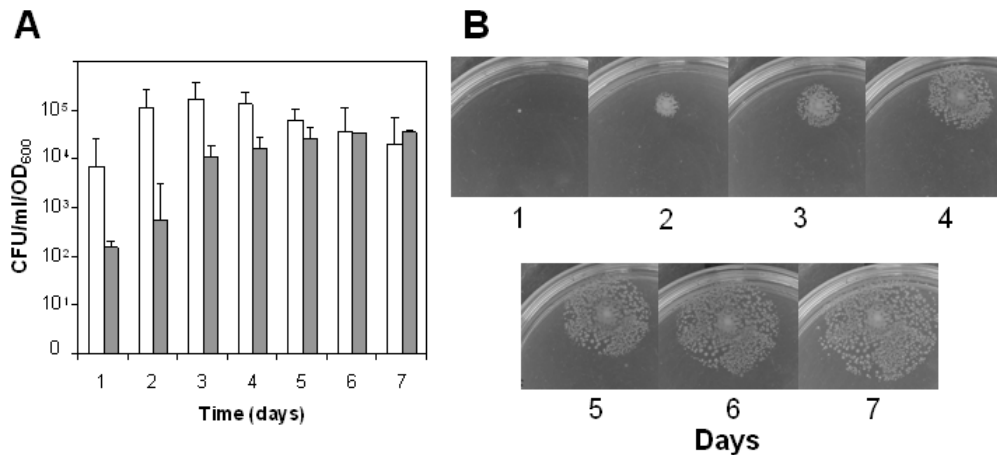 A
CFU/ml/OD600
10⁵
10⁴
10³
10²
10¹
0
1 2 3 4 5 6 7
Time (days)
B
1 2 3 4
5 6 7
Days